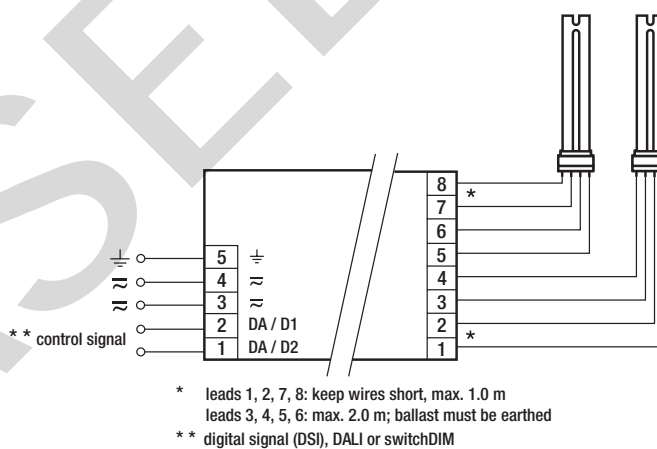 8
7
6
5
4
3
2
1
*
*
5
4
3
2 DA / D1
1 DA / D2
* * control signal
* leads 1, 2, 7, 8: keep wires short, max. 1.0 m
leads 3, 4, 5, 6: max. 2.0 m; ballast must be earthed
* * digital signal (DSI), DALI or switchDIM